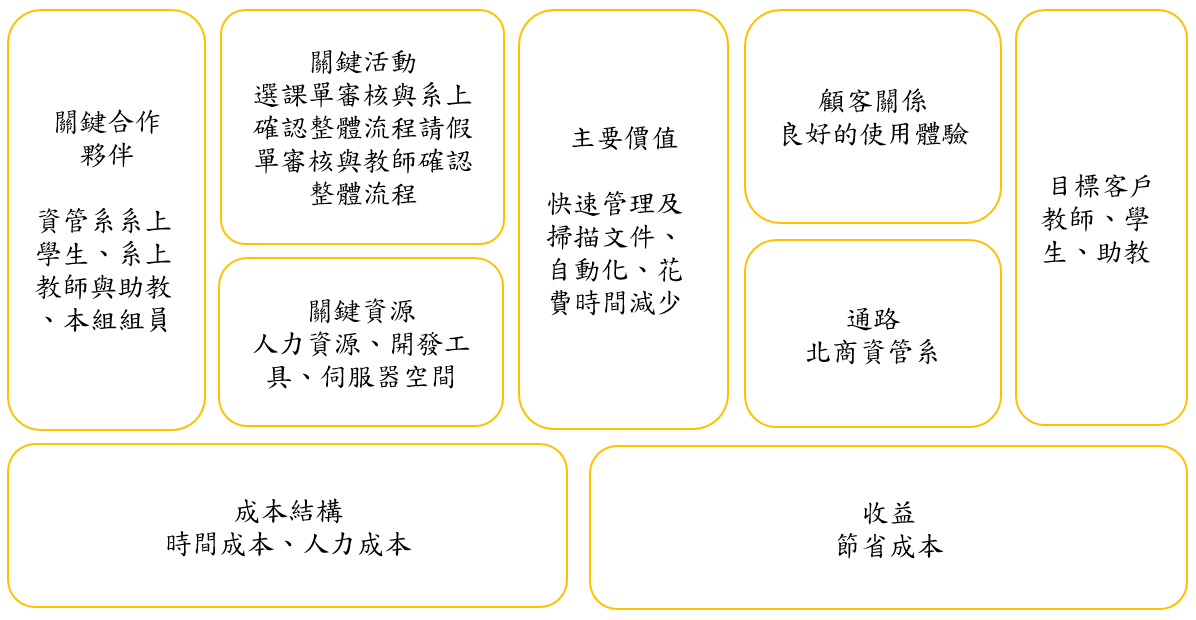 關鍵合作
夥伴
資管系系上
學生、系上
教師與助教
、本組組員
關鍵活動
選課單審核與系上
確認整體流程請假
單審核與教師確認
整體流程
關鍵資源
人力資源、開發工
具、伺服器空間
主要價值
快速管理及
掃描文件、
自動化、花
費時間減少
顧客關係
良好的使用體驗
通路
北商資管系
目標客戶
教師、學
生、助教
成本結構
時間成本、人力成本
收益
節省成本